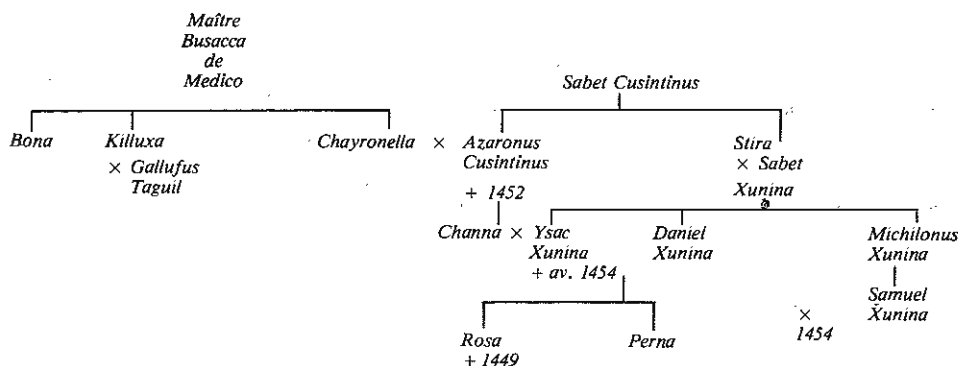 Maître
Busacca
de
Medico
Sabet Cusintinus
Bona Killuxa Chayronella × Azaronus Stira
× Gallufus Cusintinus × Sabet
Taguil
+ 1452 Xunina
Channa × Ysac Daniel Michilonus
Xunina Xunina Xunina
+ av. 1454
Samuel
× Xunina
Rosa Perna 1454
+ 1449